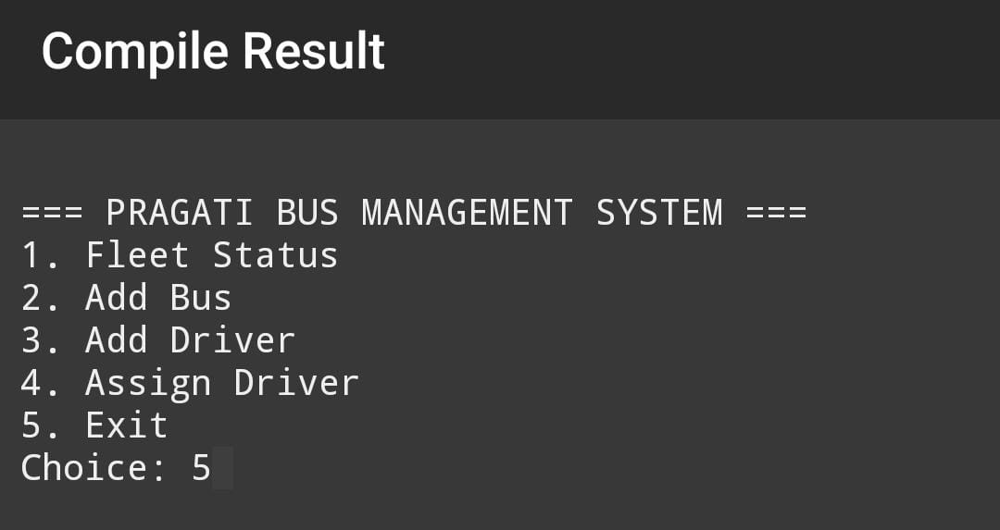 Compile Result
=== PRAGATI BUS MANAGEMENT SYSTEM ===
1. Fleet Status
2. Add Bus
3. Add Driver
4. Assign Driver
5. Exit
Choice: 5